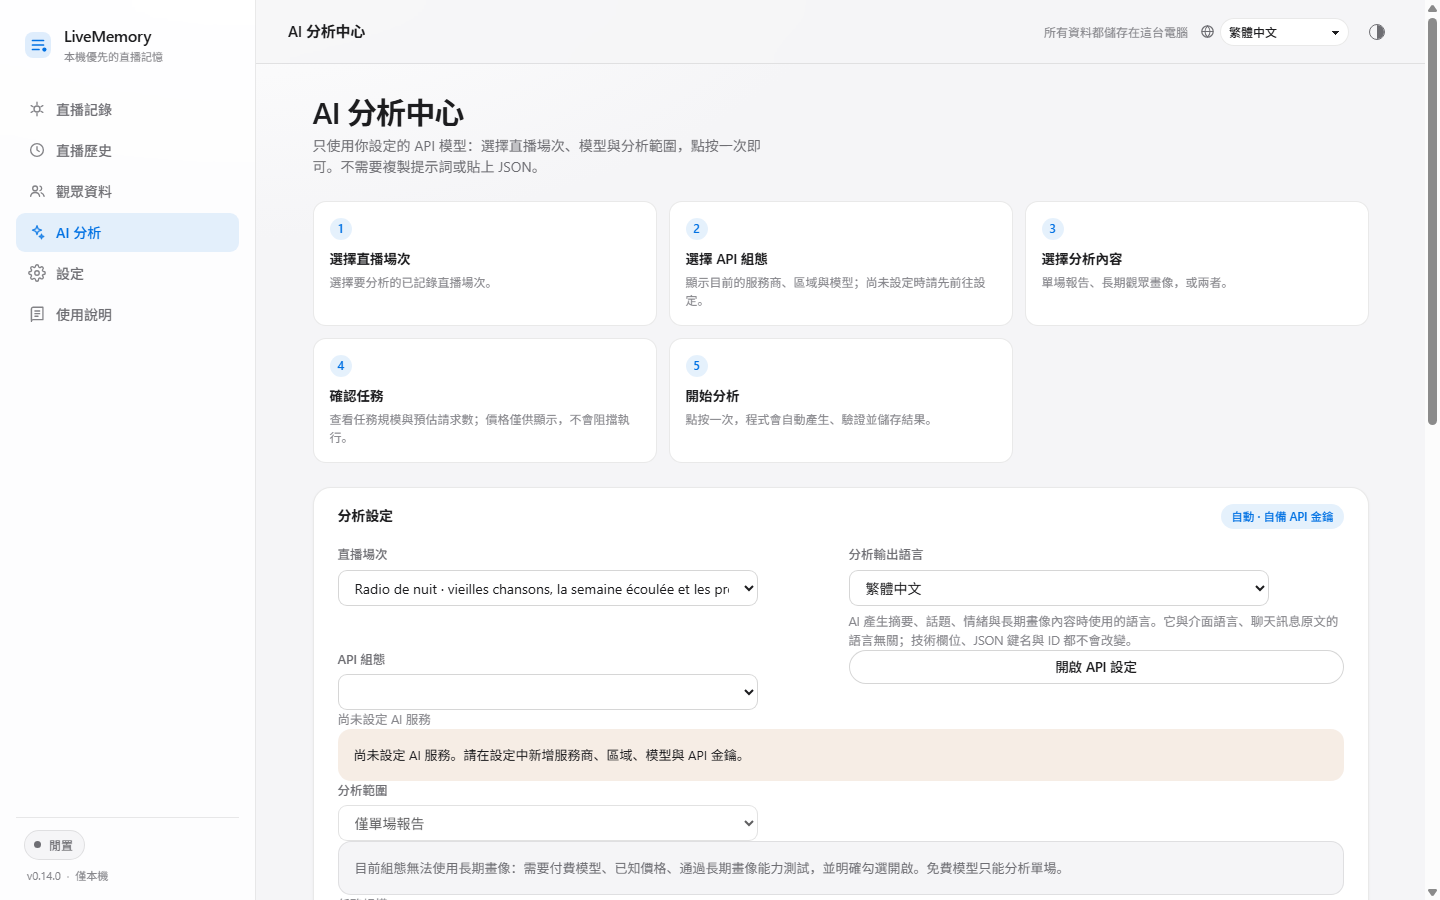 LiveMemory
本機優先的直播記憶
直播記錄
直播歷史
觀眾資料
AI 分析
設定
使用說明
閒置
v0.14.0 · 僅本機
AI 分析中心
所有資料都儲存在這台電腦
繁體中文
AI 分析中心
只使用你設定的 API 模型：選擇直播場次、模型與分析範圍，點按一次即
可。不需要複製提示詞或貼上 JSON。
1
選擇直播場次
選擇要分析的已記錄直播場次。
2
選擇 API 組態
顯示目前的服務商、區域與模型；尚未設定時請先前往設
定。
3
選擇分析內容
單場報告、長期觀眾畫像，或兩者。
4
確認任務
查看任務規模與預估請求數；價格僅供顯示，不會阻擋執
行。
5
開始分析
點按一次，程式會自動產生、驗證並儲存結果。
分析設定
自動 · 自備 API 金鑰
直播場次
Radio de nuit · vieilles chansons, la semaine écoulée et les pr
分析輸出語言
繁體中文
AI 產生摘要、話題、情緒與長期畫像內容時使用的語言。它與介面語言、聊天訊息原文的
語言無關；技術欄位、JSON 鍵名與 ID 都不會改變。
API 組態
開啟 API 設定
尚未設定 AI 服務
尚未設定 AI 服務。請在設定中新增服務商、區域、模型與 API 金鑰。
分析範圍
僅單場報告
目前組態無法使用長期畫像：需要付費模型、已知價格、通過長期畫像能力測試，並明確勾選開啟。免費模型只能分析單場。